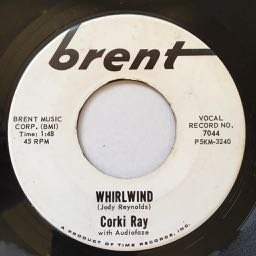 brent
BRENT MUSIC
CORP. (BMI)
Time: 1:48
45 RPM
VOCAL
RECORD NO.
7044
P5KM-3240
WHIRLWIND
(Jody Reynolds)
Corki Ray
with Audiofaze
A PRODUCT OF TIME RECORDS, INC.